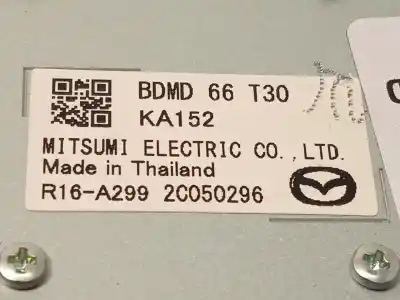 BDMD 66 T30
KA152
MITSUMI ELECTRIC CO.,LTD.
Made in Thailand
R16-A299 2C050296